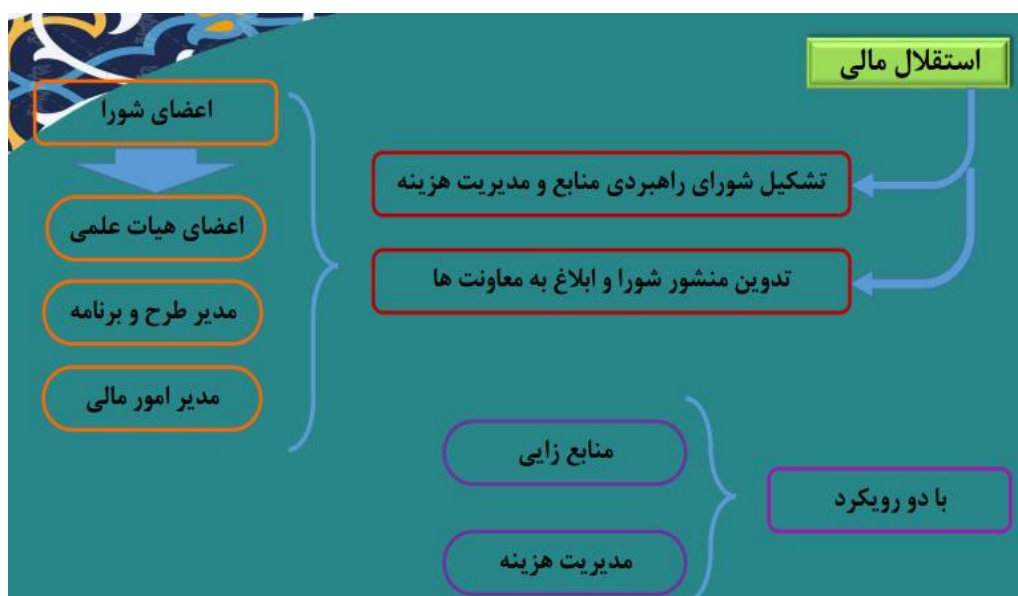 استقلال مالی
تشکیل شورای راهبردی منابع و مدیریت هزینه
تدوین منشور شورا و ابلاغ به معاونت ها
اعضای شورا
اعضای هیات علمی
مدیر طرح و برنامه
مدیر امور مالی
با دو رویکرد
منابع زایی
مدیریت هزینه